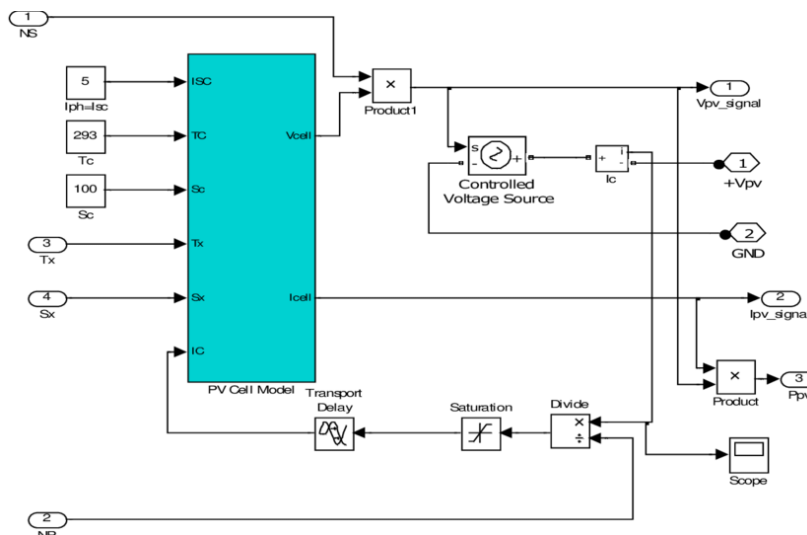 1
NS
5
ISC
Iph=Isc
×
Product1
1
Vpv_signal
293
TC
Tc
Vcell
s
-
+
Controlled
Voltage Source
+
i
-
Ic
1
+Vpv
100
Sc
Sc
2
GND
3
Tx
Tx
4
Sx
Sx
Icell
2
Ipv_signal
IC
PV Cell Model
Transport
Delay
Saturation
Divide
×
÷
×
Product
3
Ppv
Scope
2
NP